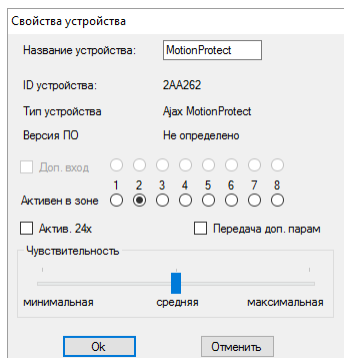 Свойства устройства
Название устройства: MotionProtect
ID устройства: 2AA262
Тип устройства Ajax MotionProtect
Версия ПО Не определено
Доп. вход
1 2 3 4 5 6 7 8
Активен в зоне
Актив. 24х Передача доп. парам
Чувствительность
минимальная средняя максимальная
Ok Отменить